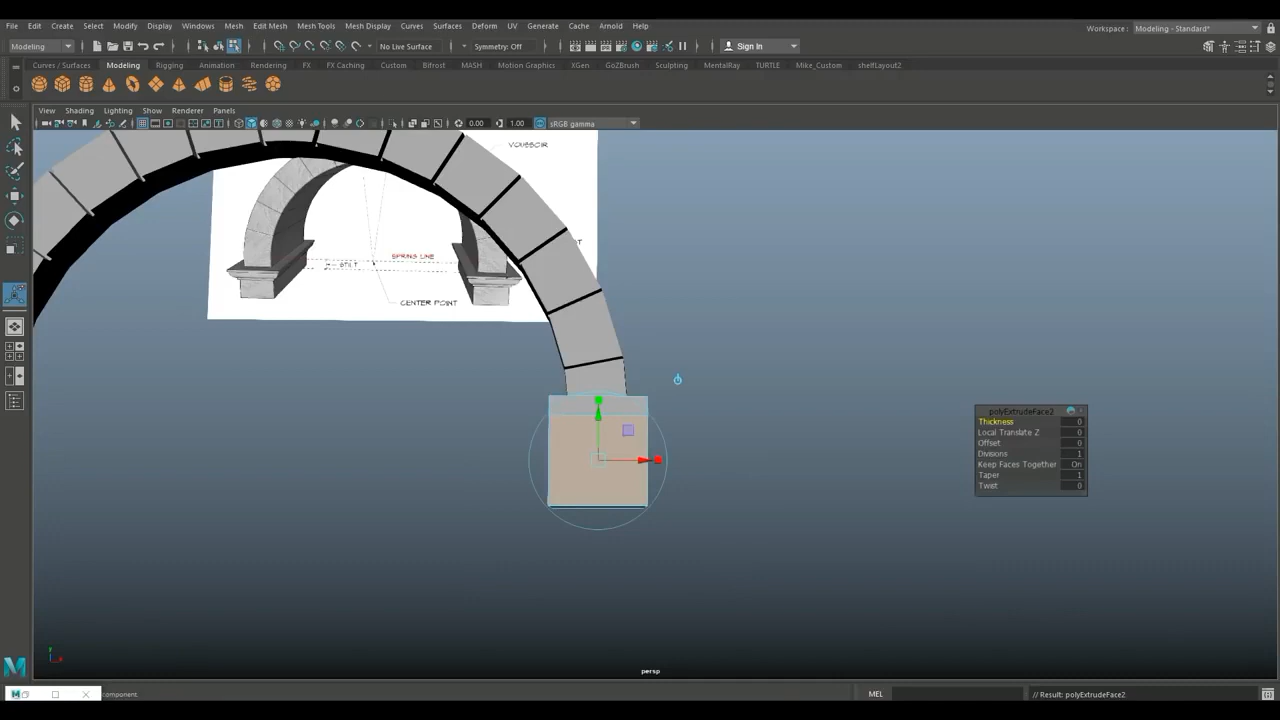 File Edit Create Select Modify Display Windows Mesh Edit Mesh Mesh Tools Mesh Display Curves Surfaces Deform UV Generate Cache Arnold Help
Workspace: Modeling - Standard*
Modeling
No Live Surface
Symmetry: Off
Sign In
Curves / Surfaces Modeling Rigging Animation Rendering FX FX Caching Custom Bifrost MASH Motion Graphics XGen GoZBrush Sculpting MentalRay TURTLE Mike_Custom shelfLayout2
View Shading Lighting Show Renderer Panels
0.00 1.00 sRGB gamma
VOUSSOIR
SPRING LINE
STILT
CENTER POINT
polyExtrudeFace2
Thickness 0
Local Translate Z 0
Offset 0
Divisions 1
Keep Faces Together On
Taper 1
Twist 0
persp
component.
MEL
// Result: polyExtrudeFace2